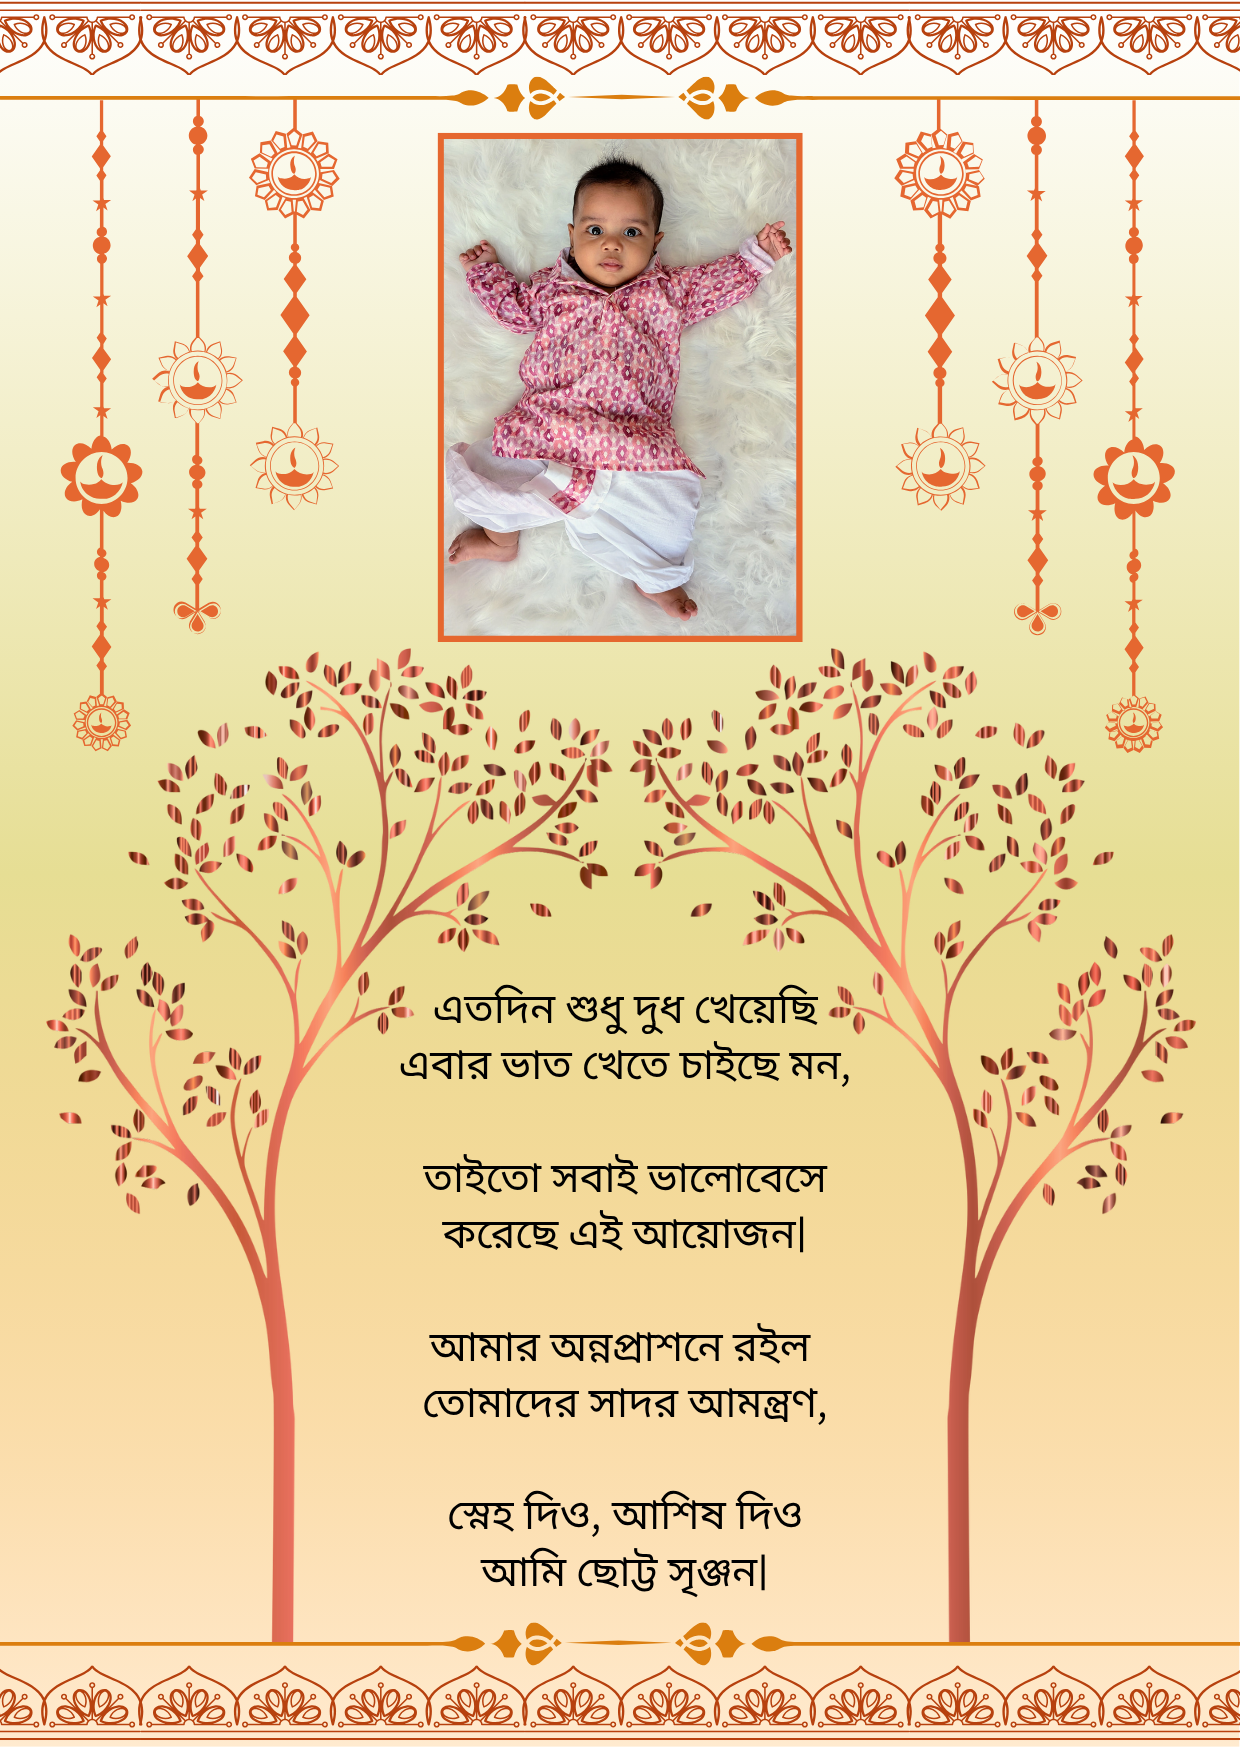 এতদিন শুধু দুধ খেয়েছি
এবার ভাত খেতে চাইছে মন,
তাইতো সবাই ভালোবেসে
করেছে এই আয়োজন|
আমার অন্নপ্রাশনে রইল
তোমাদের সাদর আমন্ত্রণ,
স্নেহ দিও, আশিষ দিও
আমি ছোট্ট সৃঞ্জন|